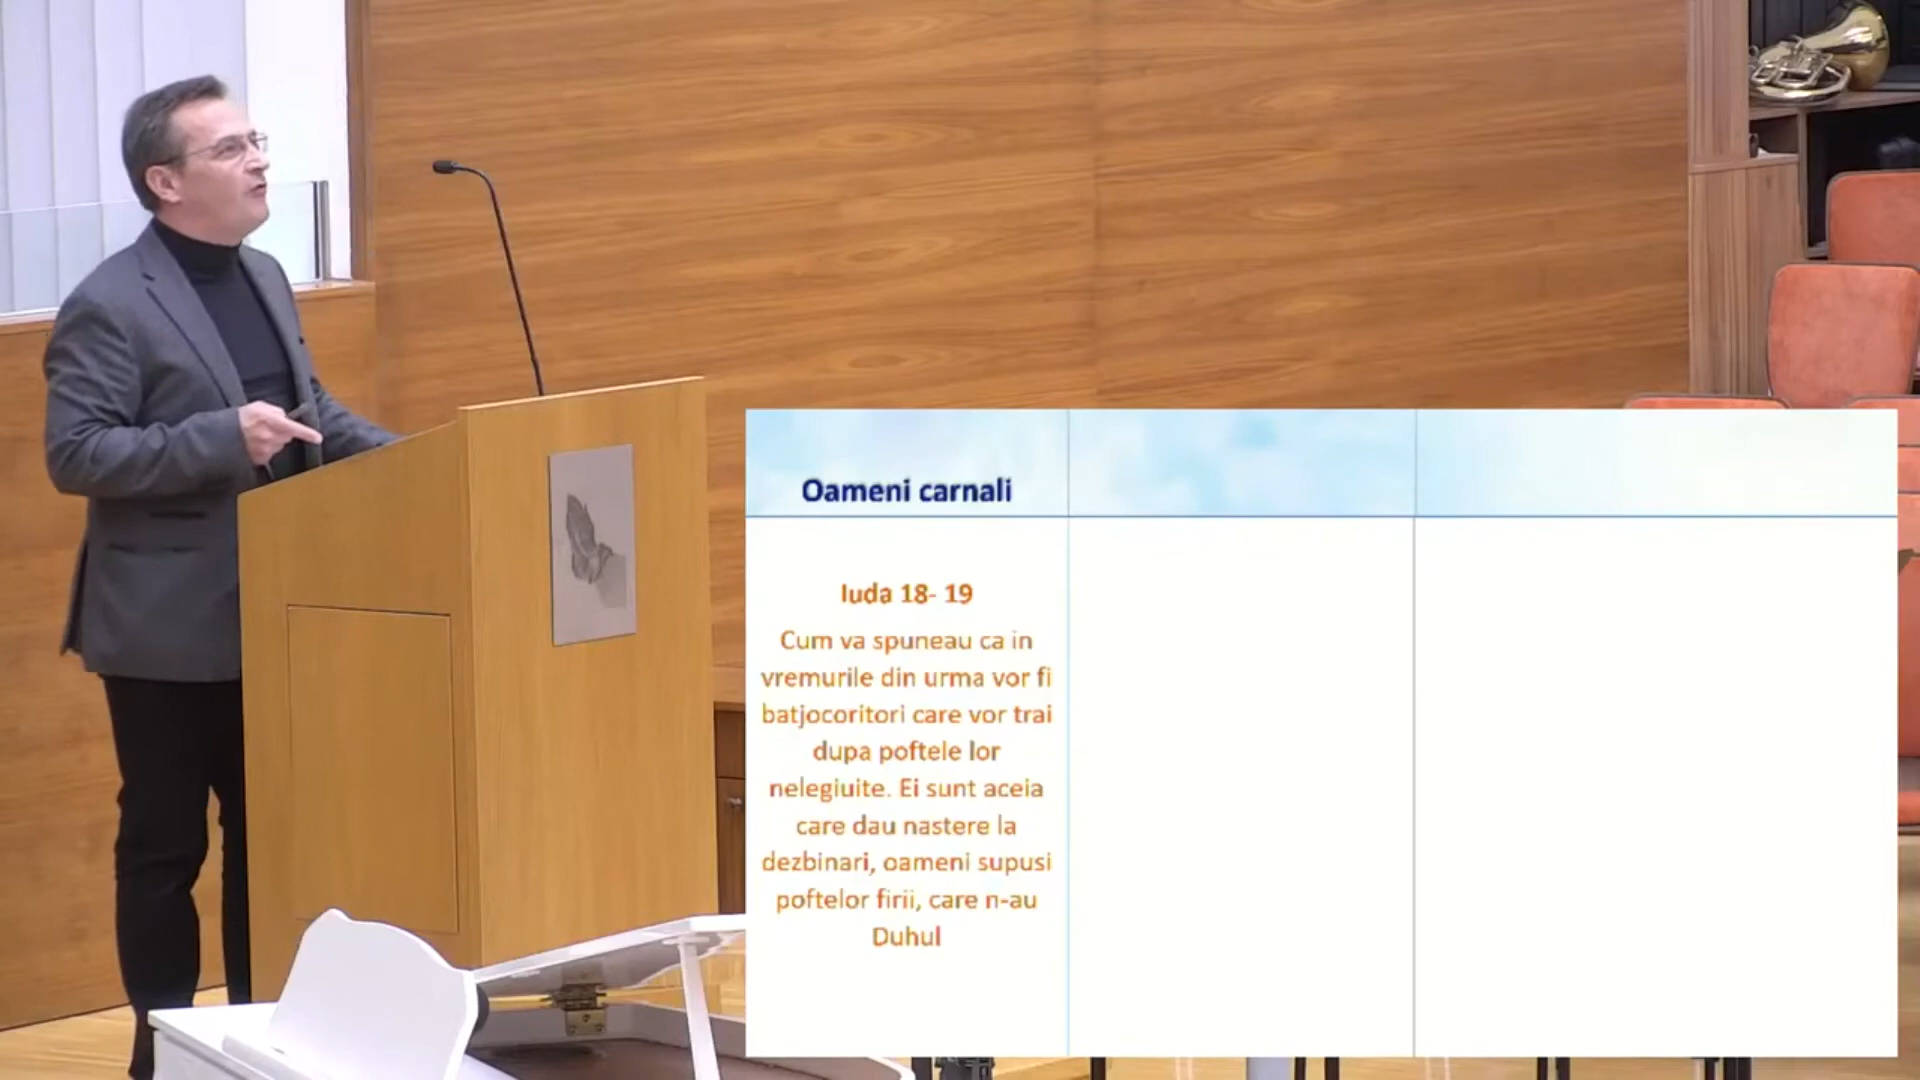 Oameni carnali
Iuda 18- 19
Cum va spuneau ca in
vremurile din urma vor fi
batjocoritori care vor trai
dupa poftele lor
nelegiuite. Ei sunt aceia
care dau nastere la
dezbinari, oameni supusi
poftelor firii, care n-au
Duhul